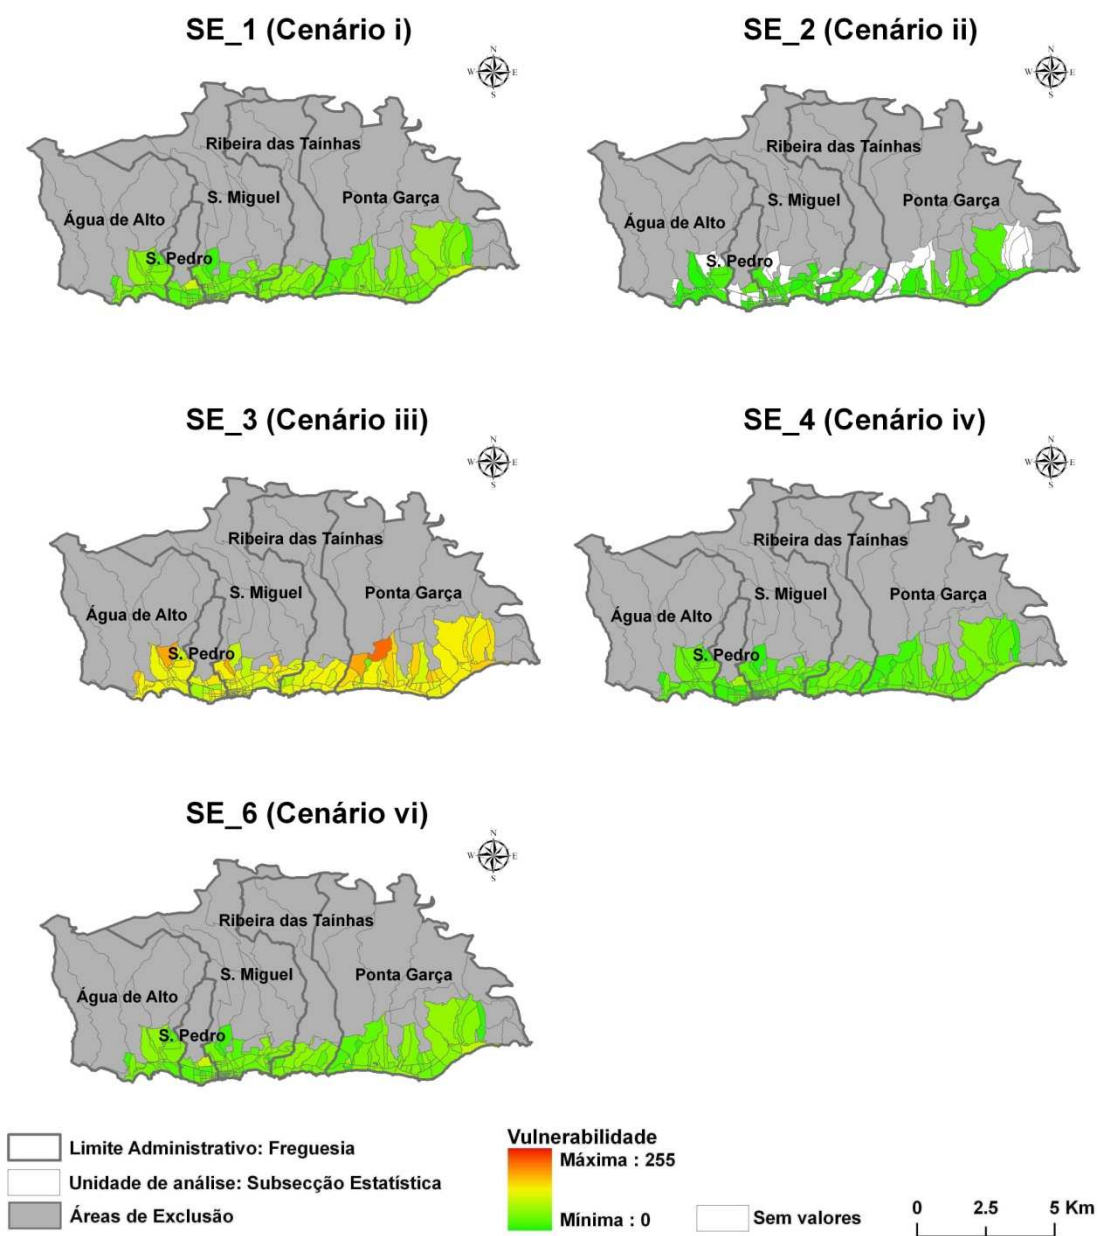 SE_1 (Cenário i)
N
W E
S
Ribeira das Taínhas
S. Miguel
Ponta Garça
Água de Alto
S. Pedro
SE_2 (Cenário ii)
N
W E
S
Ribeira das Taínhas
S. Miguel
Ponta Garça
Água de Alto
S. Pedro
SE_3 (Cenário iii)
N
W E
S
Ribeira das Taínhas
S. Miguel
Ponta Garça
Água de Alto
S. Pedro
SE_4 (Cenário iv)
N
W E
S
Ribeira das Taínhas
S. Miguel
Ponta Garça
Água de Alto
S. Pedro
SE_6 (Cenário vi)
N
W E
S
Ribeira das Taínhas
S. Miguel
Ponta Garça
Água de Alto
S. Pedro
Limite Administrativo: Freguesia
Unidade de análise: Subsecção Estatística
Áreas de Exclusão
Vulnerabilidade
Máxima : 255
Mínima : 0
Sem valores
0 2.5 5 Km